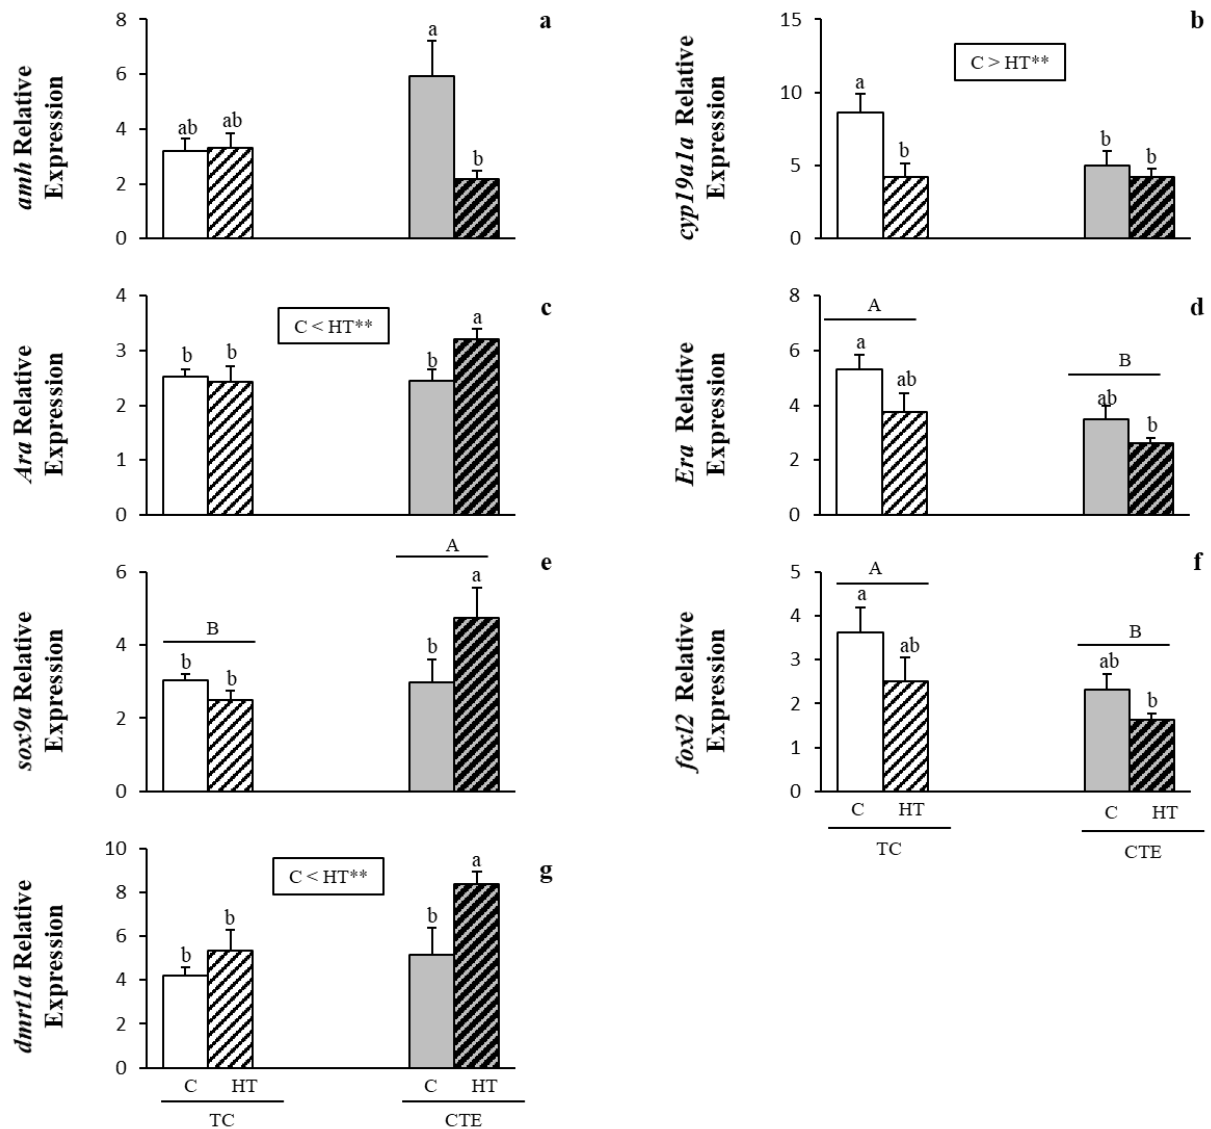 a
amh Relative
Expression
8
6
4
2
0
ab
ab
a
b
b
cyp19a1a Relative
Expression
15
10
5
0
C > HT**
a
b
b
b
c
Ara Relative
Expression
4
3
2
1
0
C < HT**
b
b
b
a
d
Era Relative
Expression
8
6
4
2
0
A
a
ab
B
ab
b
e
sox9a Relative
Expression
6
4
2
0
B
b
b
A
b
a
f
foxl2 Relative
Expression
5
4
3
2
1
0
A
a
ab
B
ab
b
C HT C HT
TC CTE
g
dmrt1a Relative
Expression
10
8
6
4
2
0
C < HT**
b
b
b
a
C HT C HT
TC CTE